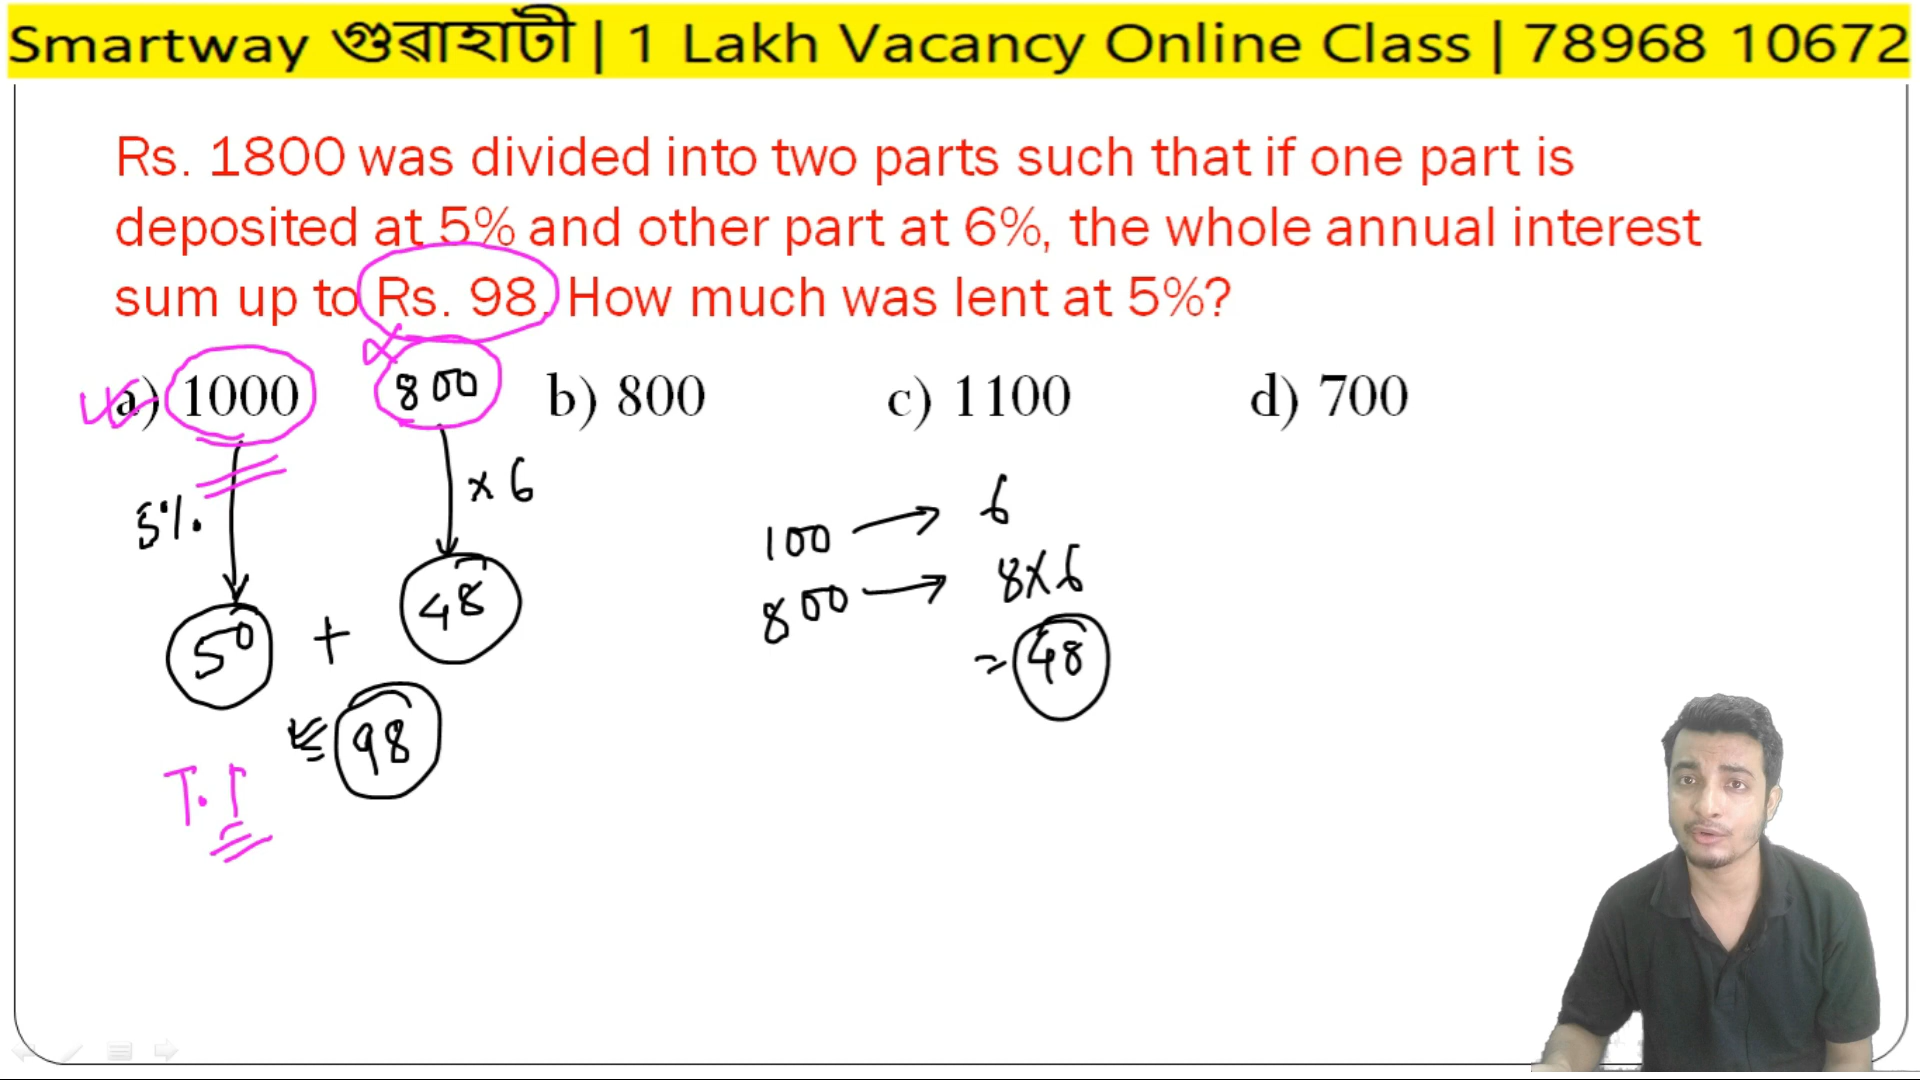 Smartway গুৱাহাটী | 1 Lakh Vacancy Online Class | 78968 10672
Rs. 1800 was divided into two parts such that if one part is
deposited at 5% and other part at 6%, the whole annual interest
sum up to Rs. 98. How much was lent at 5%?
a) 1000 800 b) 800 c) 1100 d) 700
5% × 6
100 → 6
800 → 8×6
= 48
50 + 48
= 98
T.I